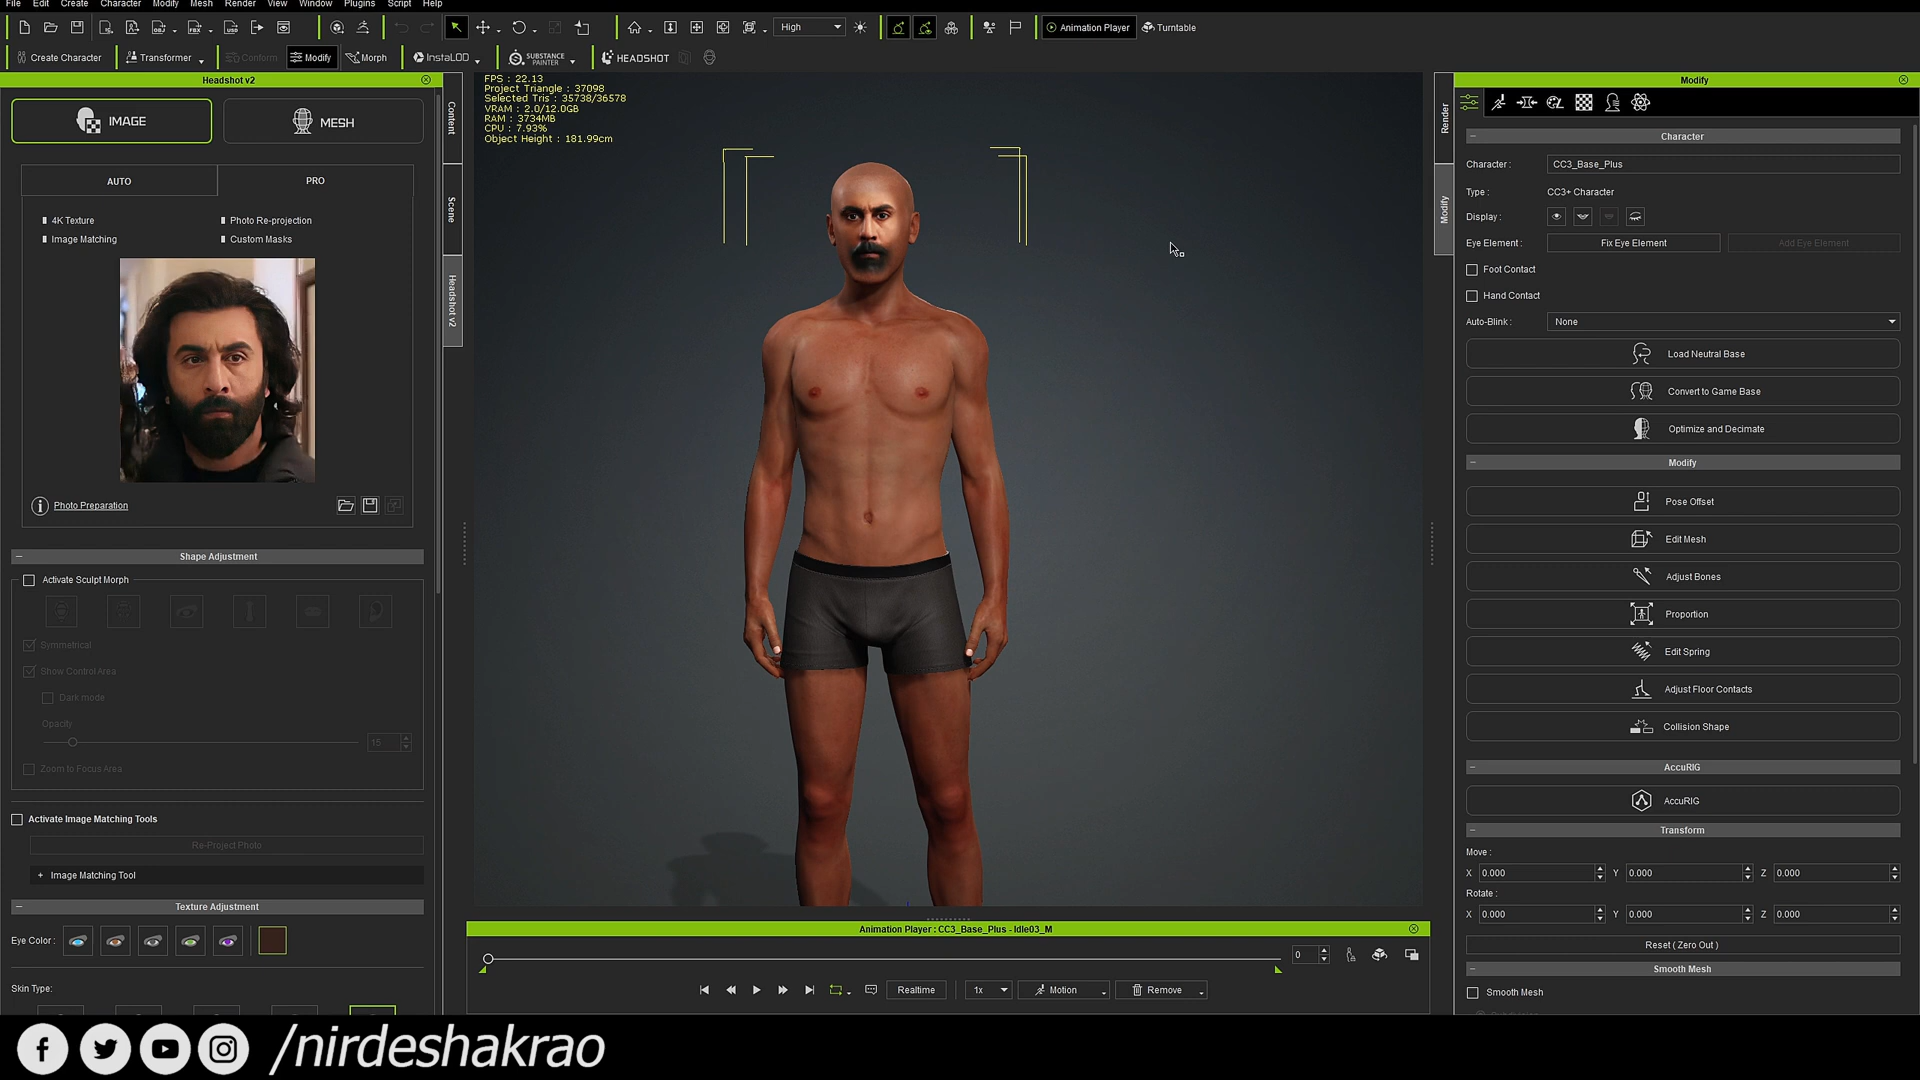 File Edit Create Character Modify Mesh Render View Window Plugins Script Help
High
Animation Player Turntable
Create Character Transformer Conform Modify Morph InstaLOD SUBSTANCE PAINTER HEADSHOT
Headshot v2
IMAGE MESH
AUTO PRO
4K Texture Photo Re-projection
Image Matching Custom Masks
Photo Preparation
Shape Adjustment
Activate Sculpt Morph
Symmetrical
Show Control Area
Dark mode
Opacity
15
Zoom to Focus Area
Activate Image Matching Tools
Re-Project Photo
+ Image Matching Tool
Texture Adjustment
Eye Color :
Skin Type:
Content
Scene
Headshot v2
FPS : 22.13
Project Triangle : 37098
Selected Tris : 35738/36578
VRAM : 2.0/12.0GB
RAM : 3734MB
CPU : 7.93%
Object Height : 181.99cm
Animation Player : CC3_Base_Plus - Idle03_M
0
Realtime 1x Motion Remove
Render
Modify
Modify
Character
Character : CC3_Base_Plus
Type : CC3+ Character
Display :
Eye Element : Fix Eye Element Add Eye Element
Foot Contact
Hand Contact
Auto-Blink : None
Load Neutral Base
Convert to Game Base
Optimize and Decimate
Modify
Pose Offset
Edit Mesh
Adjust Bones
Proportion
Edit Spring
Adjust Floor Contacts
Collision Shape
AccuRIG
AccuRIG
Transform
Move :
X 0.000 Y 0.000 Z 0.000
Rotate :
X 0.000 Y 0.000 Z 0.000
Reset ( Zero Out )
Smooth Mesh
Smooth Mesh
/nirdeshakrao